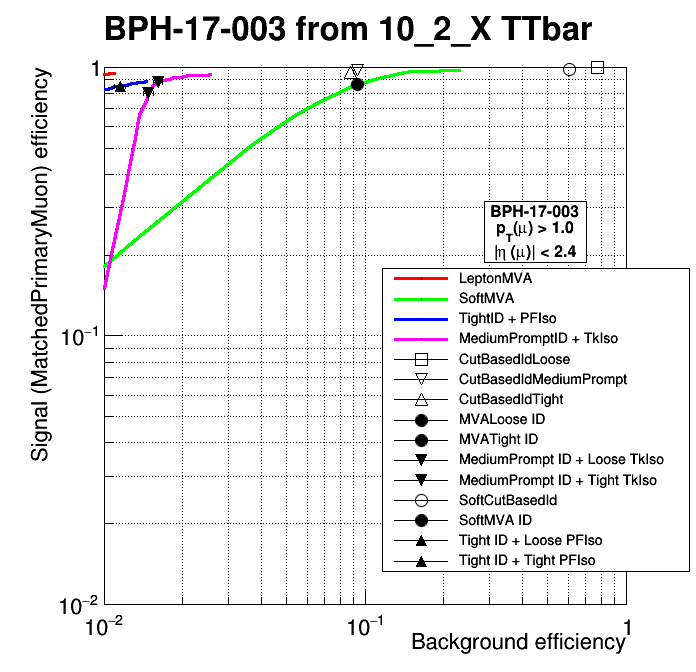 BPH-17-003 from 10_2_X TTbar
Signal (MatchedPrimaryMuon) efficiency
1
10⁻¹
10⁻²
BPH-17-003
p_T(μ) > 1.0
|η (μ)| < 2.4
LeptonMVA
SoftMVA
TightID + PFIso
MediumPromptID + TkIso
CutBasedIdLoose
CutBasedIdMediumPrompt
CutBasedIdTight
MVALoose ID
MVATight ID
MediumPrompt ID + Loose TkIso
MediumPrompt ID + Tight TkIso
SoftCutBasedId
SoftMVA ID
Tight ID + Loose PFIso
Tight ID + Tight PFIso
10⁻² 10⁻¹ 1
Background efficiency